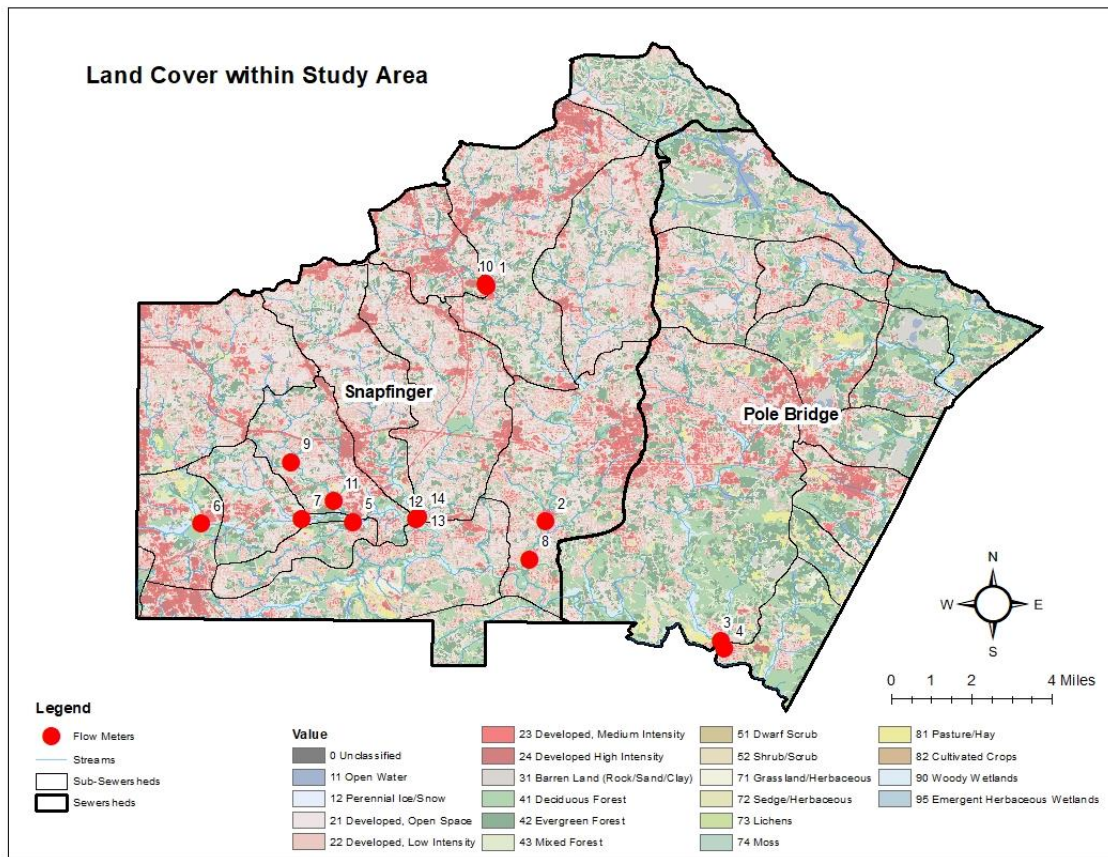 Land Cover within Study Area
10 1
Snapfinger
Pole Bridge
9
11
14
12
6
7
5
13
2
8
3
4
N
W E
S
0 1 2 4 Miles
Legend
Flow Meters
Streams
Sub-Sewersheds
Sewersheds
Value
0 Unclassified
11 Open Water
12 Perennial Ice/Snow
21 Developed, Open Space
22 Developed, Low Intensity
23 Developed, Medium Intensity
24 Developed High Intensity
31 Barren Land (Rock/Sand/Clay)
41 Deciduous Forest
42 Evergreen Forest
43 Mixed Forest
51 Dwarf Scrub
52 Shrub/Scrub
71 Grassland/Herbaceous
72 Sedge/Herbaceous
73 Lichens
74 Moss
81 Pasture/Hay
82 Cultivated Crops
90 Woody Wetlands
95 Emergent Herbaceous Wetlands